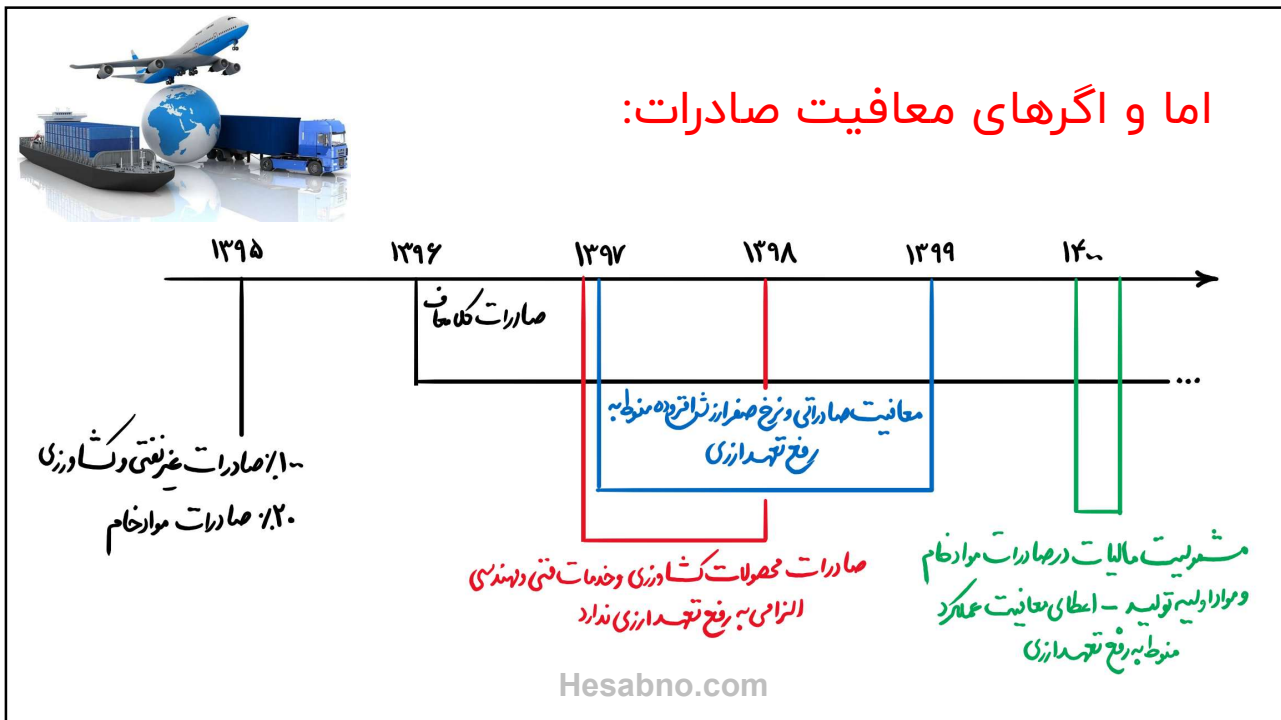 اما و اگرهای معافیت صادرات:
۱۳۹۵
۱۳۹۶
۱۳۹۷
۱۳۹۸
۱۳۹۹
۱۴۰۰
صادرات کلا معاف
...
معافیت صادراتی و نرخ صفر ارزش افزوده منوط به
رفع تعهد ارزی
۱۰۰٪ صادرات غیرنفتی و کشاورزی
۲۰٪ صادرات مواد خام
صادرات محصولات کشاورزی و خدمات فنی و مهندسی
الزامی به رفع تعهد ارزی ندارد
مشمولیت مالیات در صادرات مواد خام
و مواد اولیه تولید - اعطای معافیت عملکرد
منوط به رفع تعهد ارزی
Hesabno.com